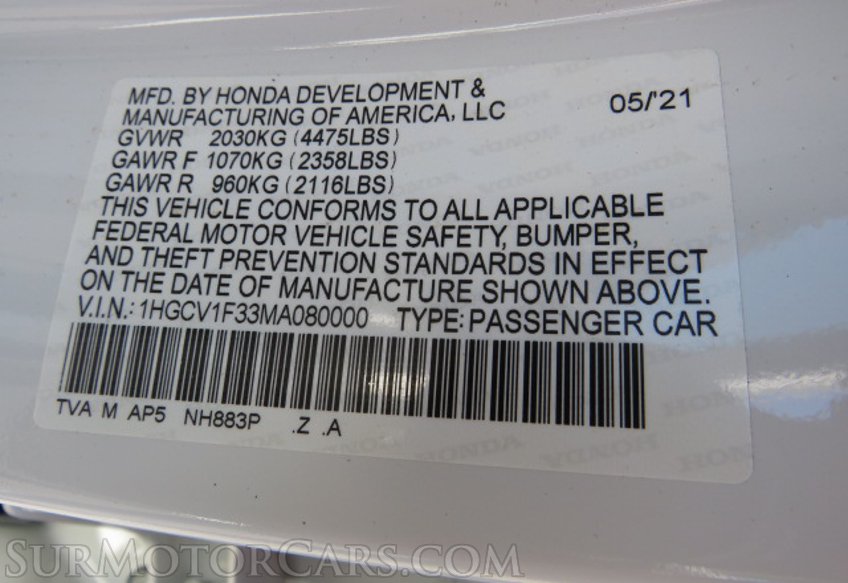 MFD. BY HONDA DEVELOPMENT &
MANUFACTURING OF AMERICA, LLC 05/'21
GVWR 2030KG (4475LBS)
GAWR F 1070KG (2358LBS)
GAWR R 960KG (2116LBS)
THIS VEHICLE CONFORMS TO ALL APPLICABLE
FEDERAL MOTOR VEHICLE SAFETY, BUMPER,
AND THEFT PREVENTION STANDARDS IN EFFECT
ON THE DATE OF MANUFACTURE SHOWN ABOVE.
V.I.N.: 1HGCV1F33MA080000 TYPE: PASSENGER CAR
TVA M AP5 NH883P .Z .A
SURMOTORCARS.COM